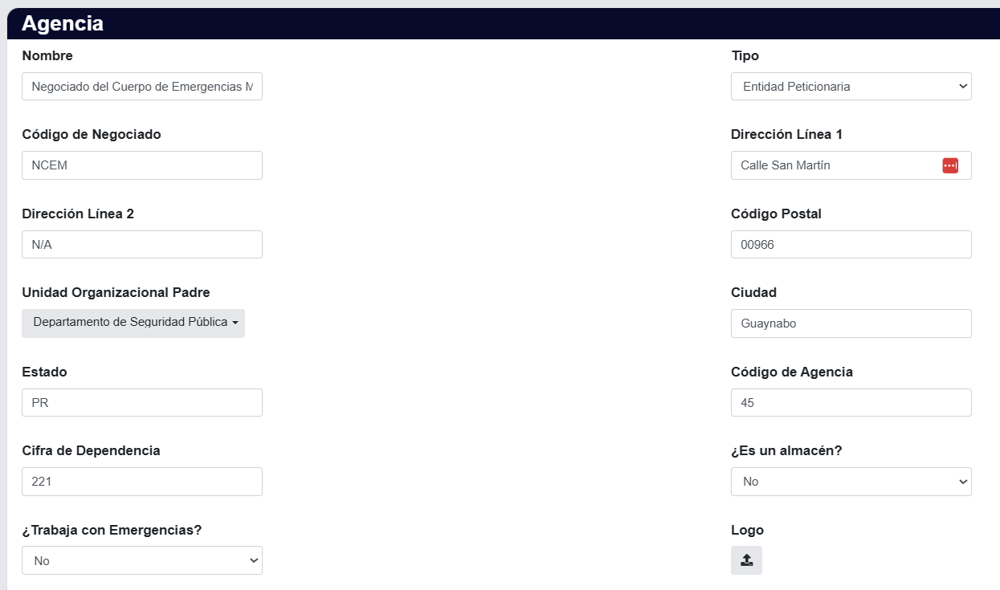 Agencia
Nombre
Tipo
Negociado del Cuerpo de Emergencias M
Entidad Peticionaria
Código de Negociado
Dirección Línea 1
NCEM
Calle San Martín
Dirección Línea 2
Código Postal
N/A
00966
Unidad Organizacional Padre
Ciudad
Departamento de Seguridad Pública
Guaynabo
Estado
Código de Agencia
PR
45
Cifra de Dependencia
¿Es un almacén?
221
No
¿Trabaja con Emergencias?
Logo
No